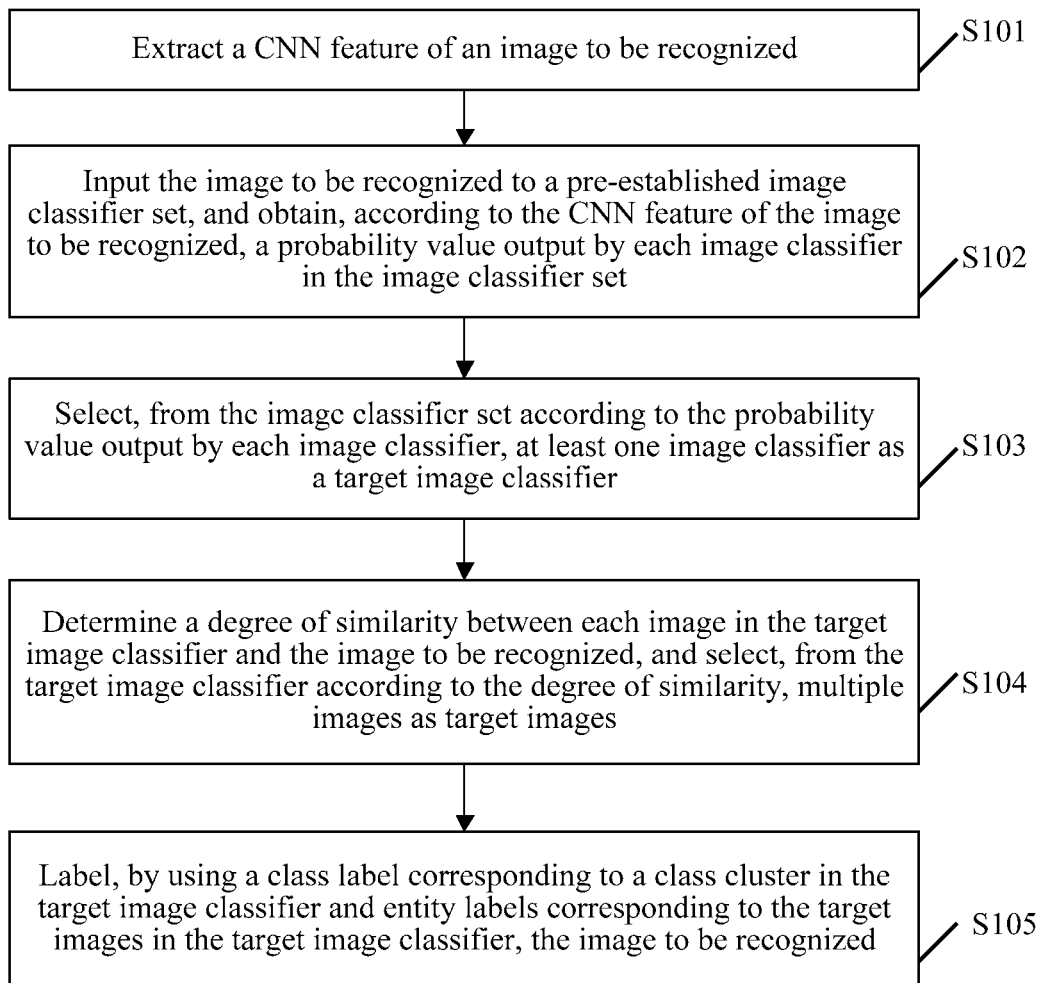 Extract a CNN feature of an image to be recognized
S101
Input the image to be recognized to a pre-established image
classifier set, and obtain, according to the CNN feature of the image
to be recognized, a probability value output by each image classifier
in the image classifier set
S102
Select, from the image classifier set according to the probability
value output by each image classifier, at least one image classifier as
a target image classifier
S103
Determine a degree of similarity between each image in the target
image classifier and the image to be recognized, and select, from the
target image classifier according to the degree of similarity, multiple
images as target images
S104
Label, by using a class label corresponding to a class cluster in the
target image classifier and entity labels corresponding to the target
images in the target image classifier, the image to be recognized
S105